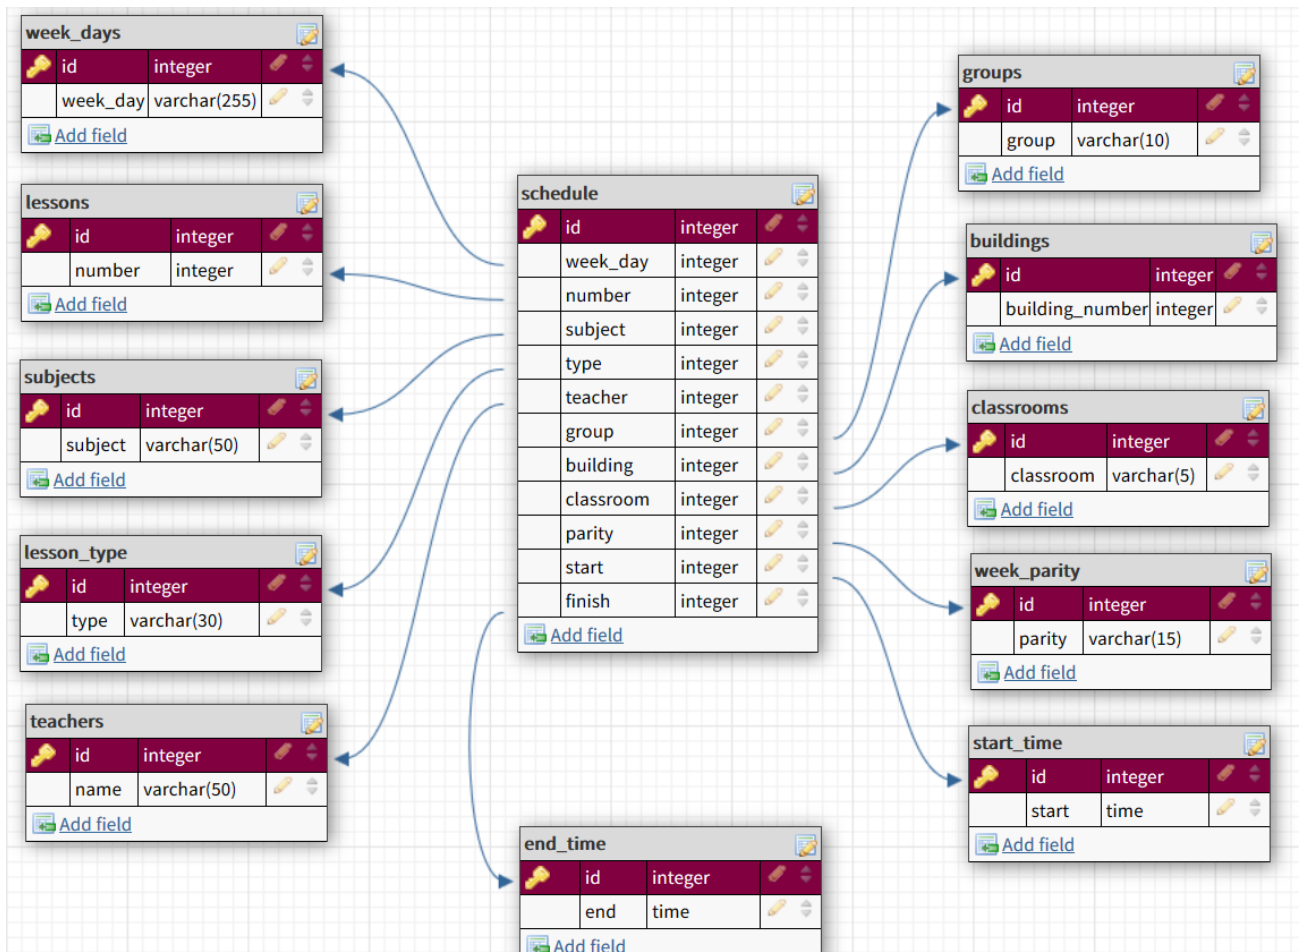 week_days
id integer
week_day varchar(255)
Add field
lessons
id integer
number integer
Add field
subjects
id integer
subject varchar(50)
Add field
lesson_type
id integer
type varchar(30)
Add field
teachers
id integer
name varchar(50)
Add field
schedule
id integer
week_day integer
number integer
subject integer
type integer
teacher integer
group integer
building integer
classroom integer
parity integer
start integer
finish integer
Add field
end_time
id integer
end time
Add field
groups
id integer
group varchar(10)
Add field
buildings
id integer
building_number integer
Add field
classrooms
id integer
classroom varchar(5)
Add field
week_parity
id integer
parity varchar(15)
Add field
start_time
id integer
start time
Add field